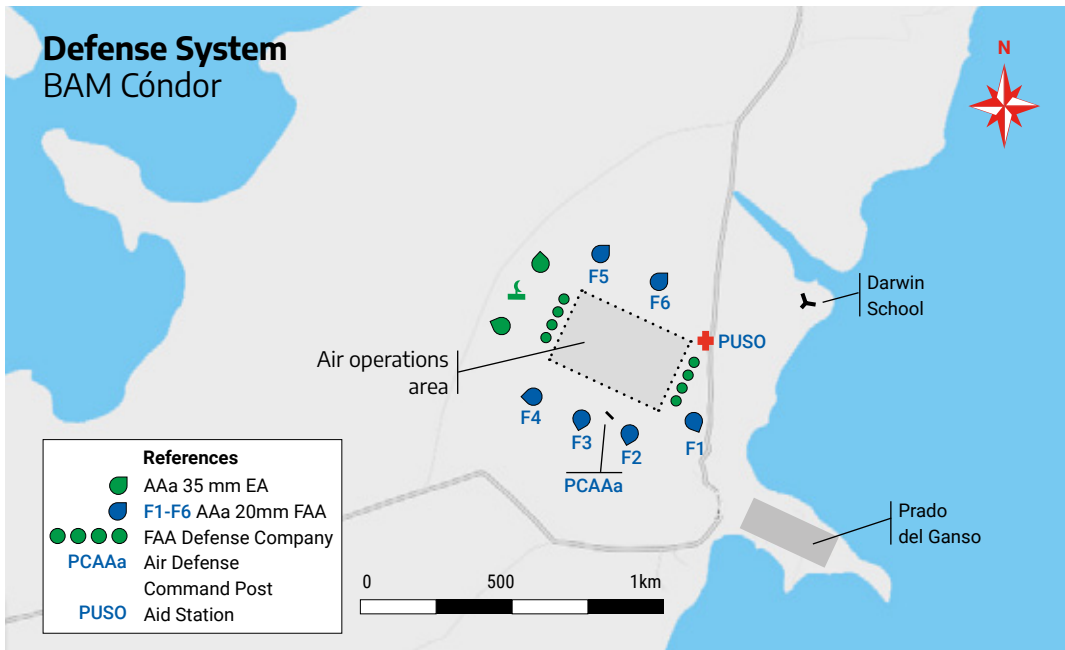 Defense System
BAM Cóndor
N
F5
F6
Darwin
School
PUSO
Air operations
area
F4
F3
F2
F1
PCAAa
References
AAa 35 mm EA
F1-F6 AAa 20mm FAA
FAA Defense Company
PCAAa Air Defense
Command Post
PUSO Aid Station
Prado
del Ganso
0 500 1km